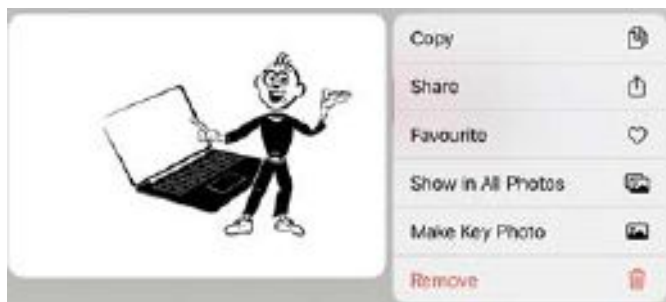 Copy
Share
Favourite
Show in All Photos
Make Key Photo
Remove